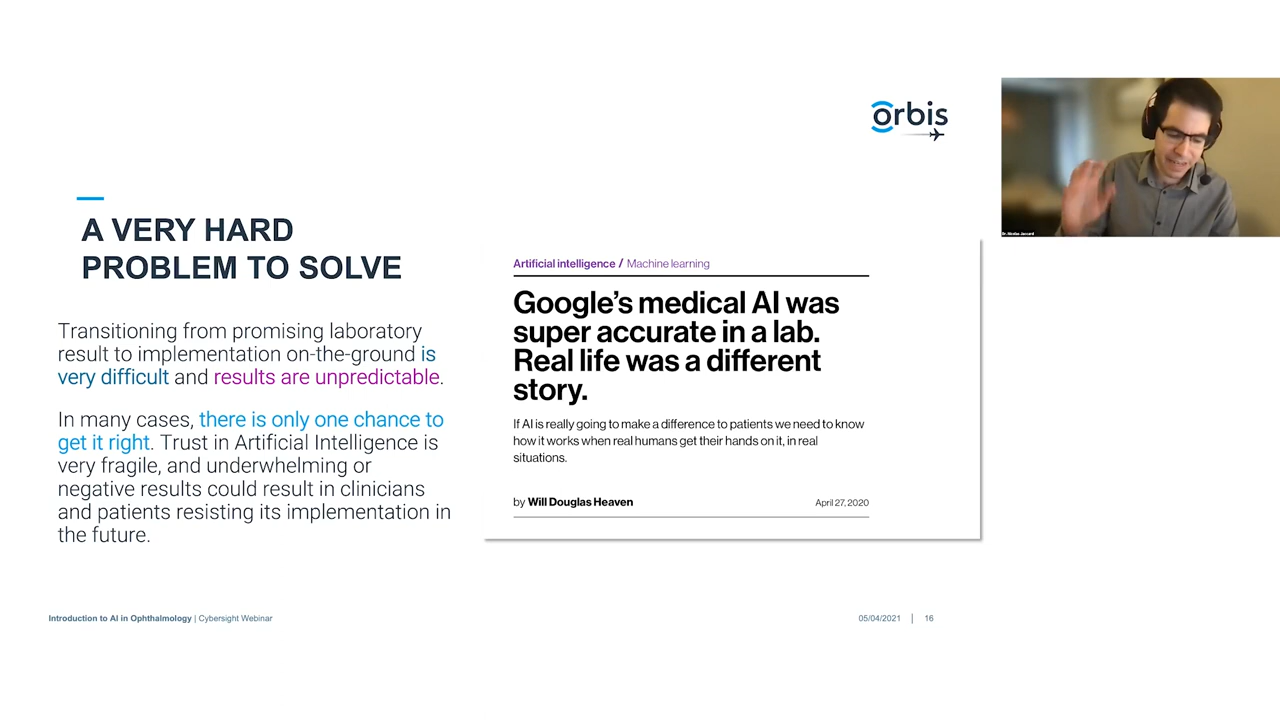 orbis
Dr. Nicolas Jaccard
A VERY HARD
PROBLEM TO SOLVE
Transitioning from promising laboratory
result to implementation on-the-ground is
very difficult and results are unpredictable.
In many cases, there is only one chance to
get it right. Trust in Artificial Intelligence is
very fragile, and underwhelming or
negative results could result in clinicians
and patients resisting its implementation in
the future.
Artificial intelligence / Machine learning
Google’s medical AI was
super accurate in a lab.
Real life was a different
story.
If AI is really going to make a difference to patients we need to know
how it works when real humans get their hands on it, in real
situations.
by Will Douglas Heaven April 27, 2020
Introduction to AI in Ophthalmology | Cybersight Webinar 05/04/2021 | 16